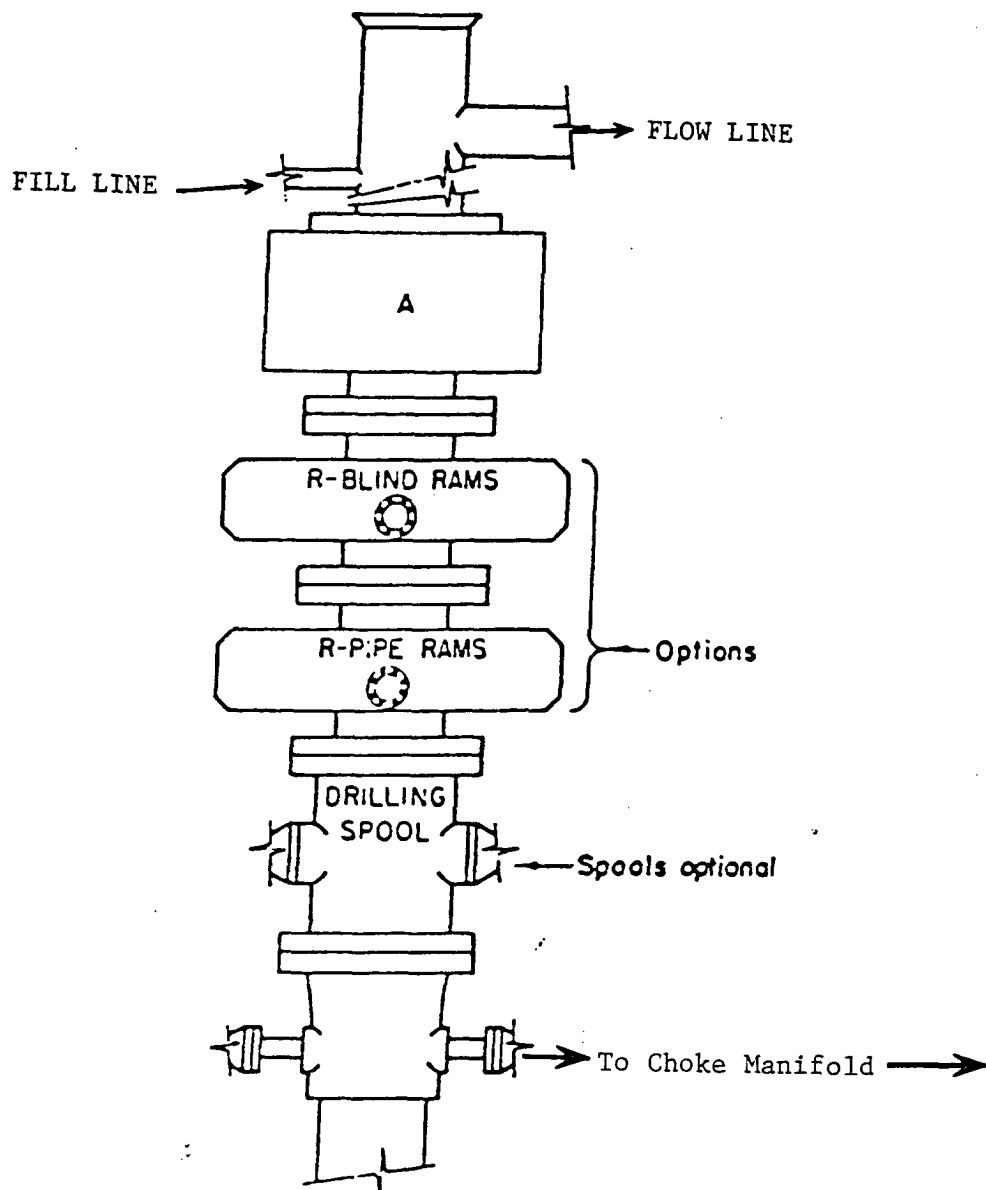 FLOW LINE
FILL LINE
A
R-BLIND RAMS
R-PIPE RAMS
Options
DRILLING
SPOOL
Spools optional
To Choke Manifold